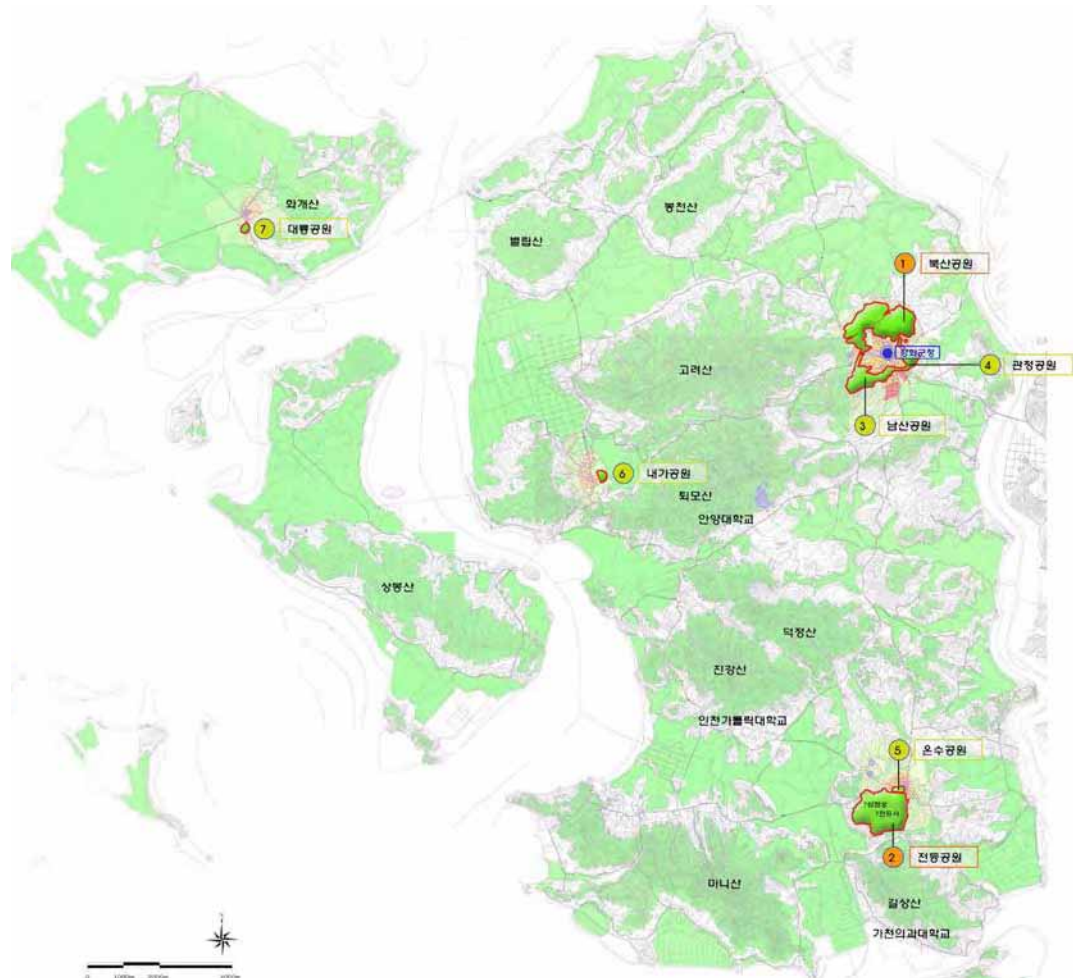 화개산
7 대룡공원
봉천산
별립산
1 북산공원
강화군청
4 관청공원
고려산
3 남산공원
6 내가공원
퇴모산
안양대학교
상봉산
덕정산
진강산
인천가톨릭대학교
5 온수공원
2 전등공원
마니산
길상산
가천의과대학교
0